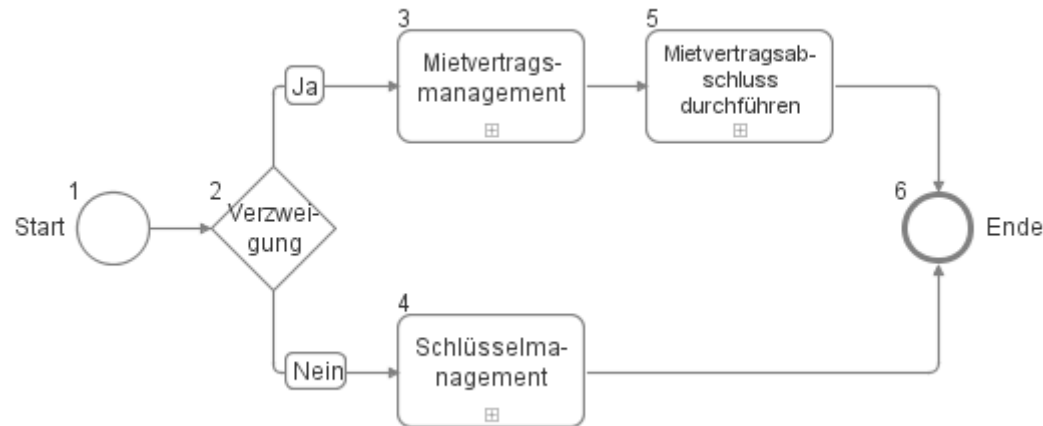 3
5
Mietvertrags-
management
Mietvertragsab-
schluss
durchführen
Ja
1
2
6
Start
Verzwei-
gung
Ende
4
Schlüsselma-
nagement
Nein